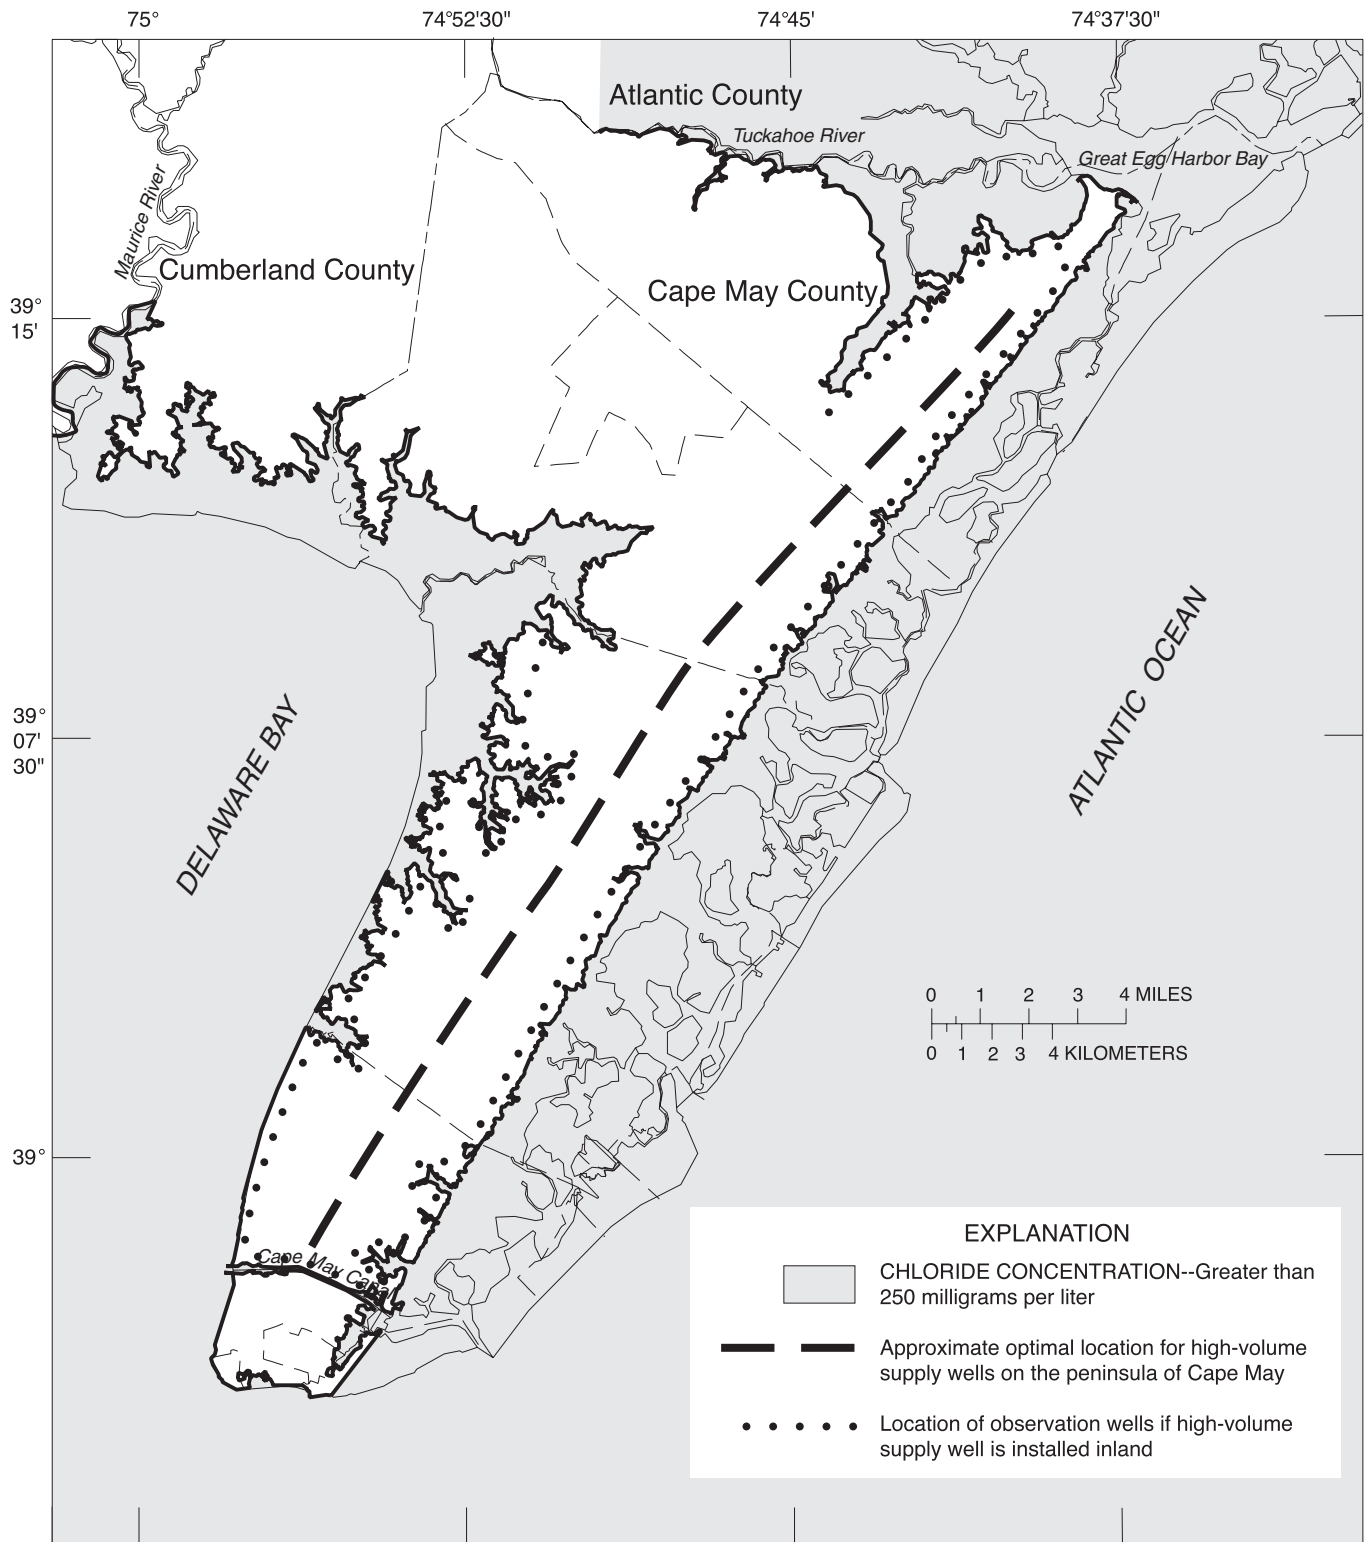 75°
74°52'30"
74°45'
74°37'30"
Atlantic County
Tuckahoe River
Great Egg Harbor Bay
Maurice River
Cumberland County
Cape May County
39°
15'
ATLANTIC OCEAN
DELAWARE BAY
39°
07'
30"
0 1 2 3 4 MILES
0 1 2 3 4 KILOMETERS
39°
Cape May Canal
EXPLANATION
CHLORIDE CONCENTRATION--Greater than
250 milligrams per liter
Approximate optimal location for high-volume
supply wells on the peninsula of Cape May
Location of observation wells if high-volume
supply well is installed inland